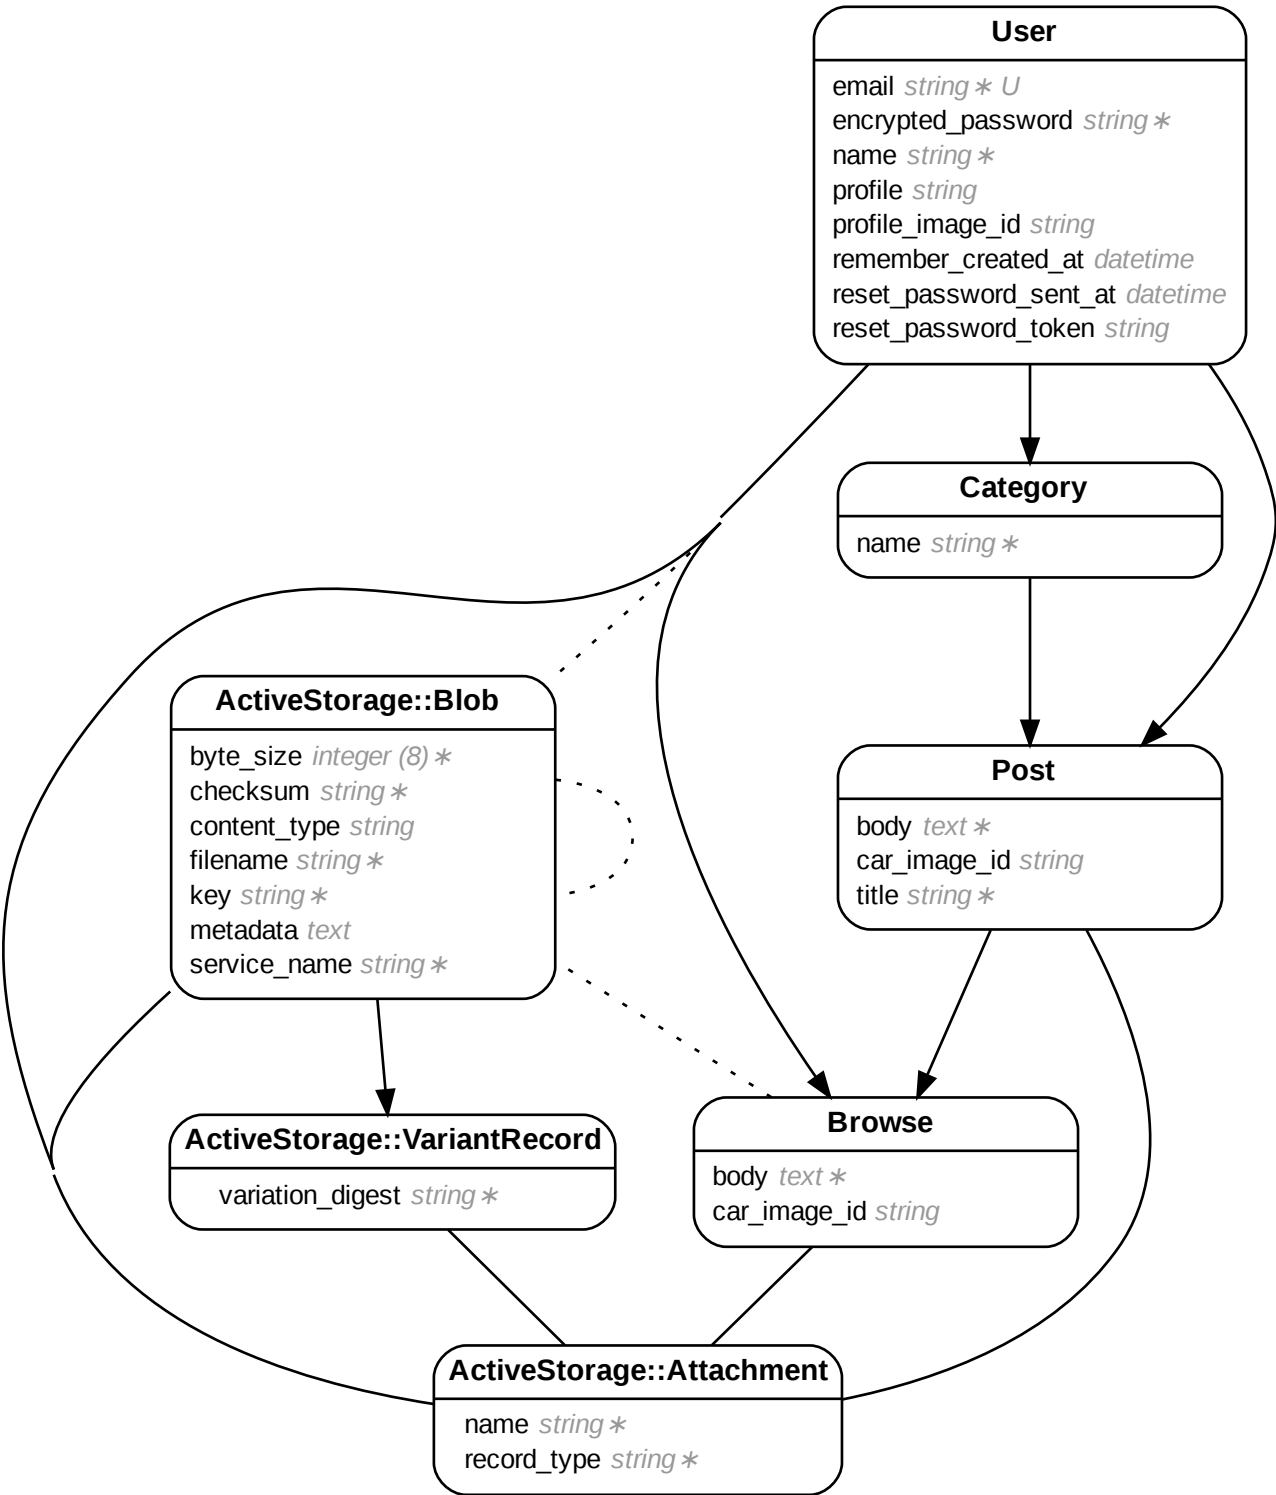 User
email string∗ U
encrypted_password string∗
name string∗
profile string
profile_image_id string
remember_created_at datetime
reset_password_sent_at datetime
reset_password_token string
Category
name string∗
ActiveStorage::Blob
byte_size integer (8)∗
checksum string∗
content_type string
filename string∗
key string∗
metadata text
service_name string∗
Post
body text∗
car_image_id string
title string∗
ActiveStorage::VariantRecord
variation_digest string∗
Browse
body text∗
car_image_id string
ActiveStorage::Attachment
name string∗
record_type string∗